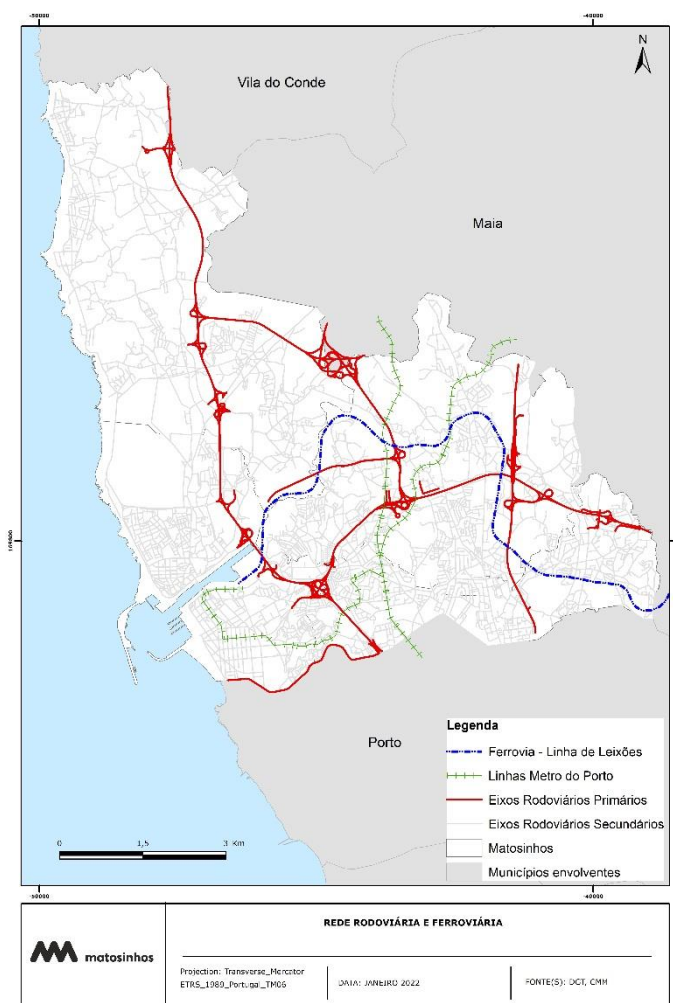 -50000
-40000
N
Vila do Conde
Maia
Porto
Legenda
Ferrovia - Linha de Leixões
Linhas Metro do Porto
Eixos Rodoviários Primários
Eixos Rodoviários Secundários
Matosinhos
Municípios envolventes
0 1,5 3 Km
-50000
-40000
REDE RODOVIÁRIA E FERROVIÁRIA
matosinhos
Projection: Transverse_Mercator
ETRS_1989_Portugal_TM06
DATA: JANEIRO 2022
FONTE(S): DGT, CMM